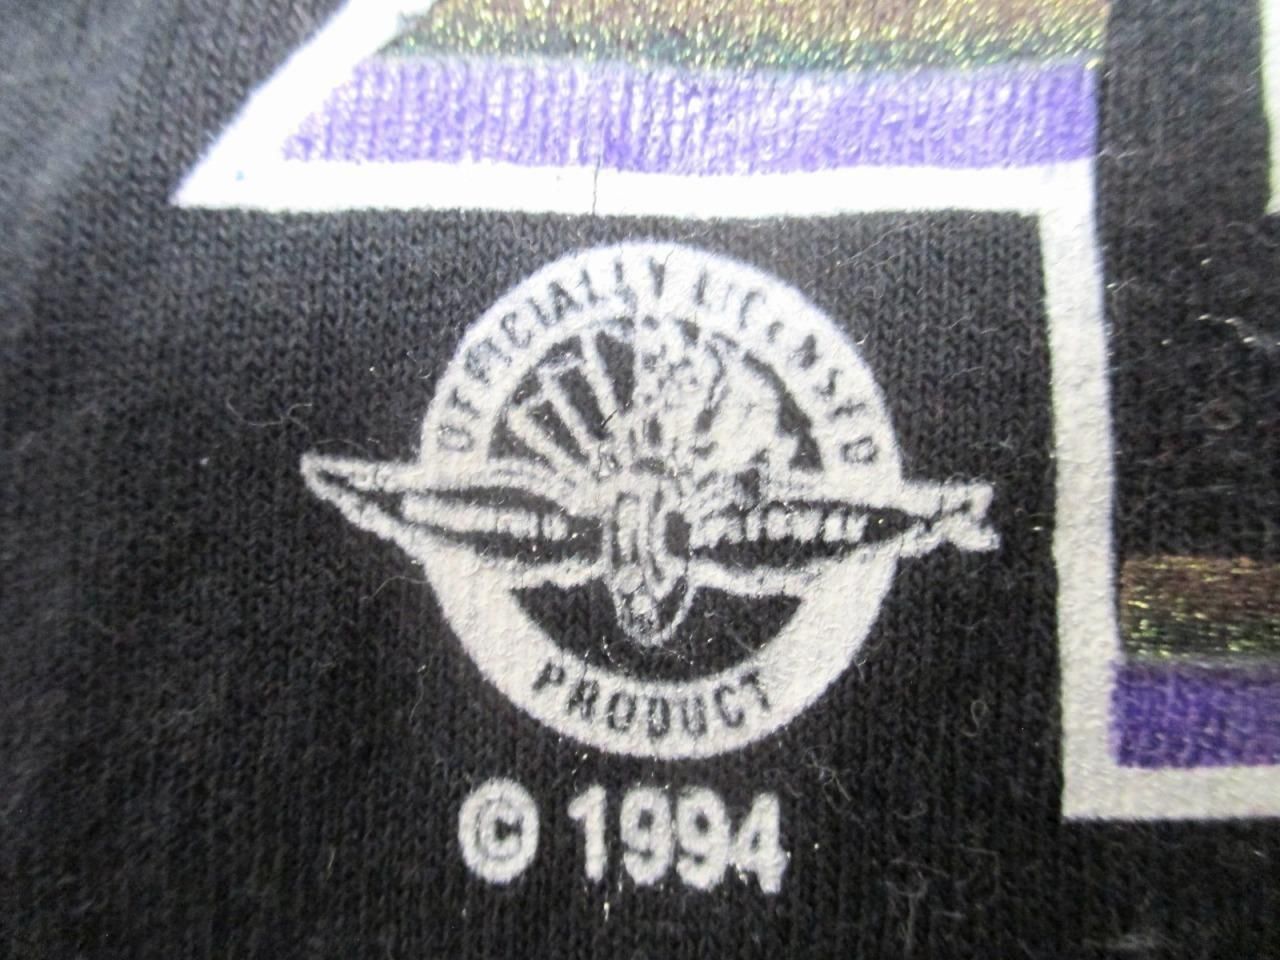 OFFICIALLY LICENSED
PRODUCT
© 1994